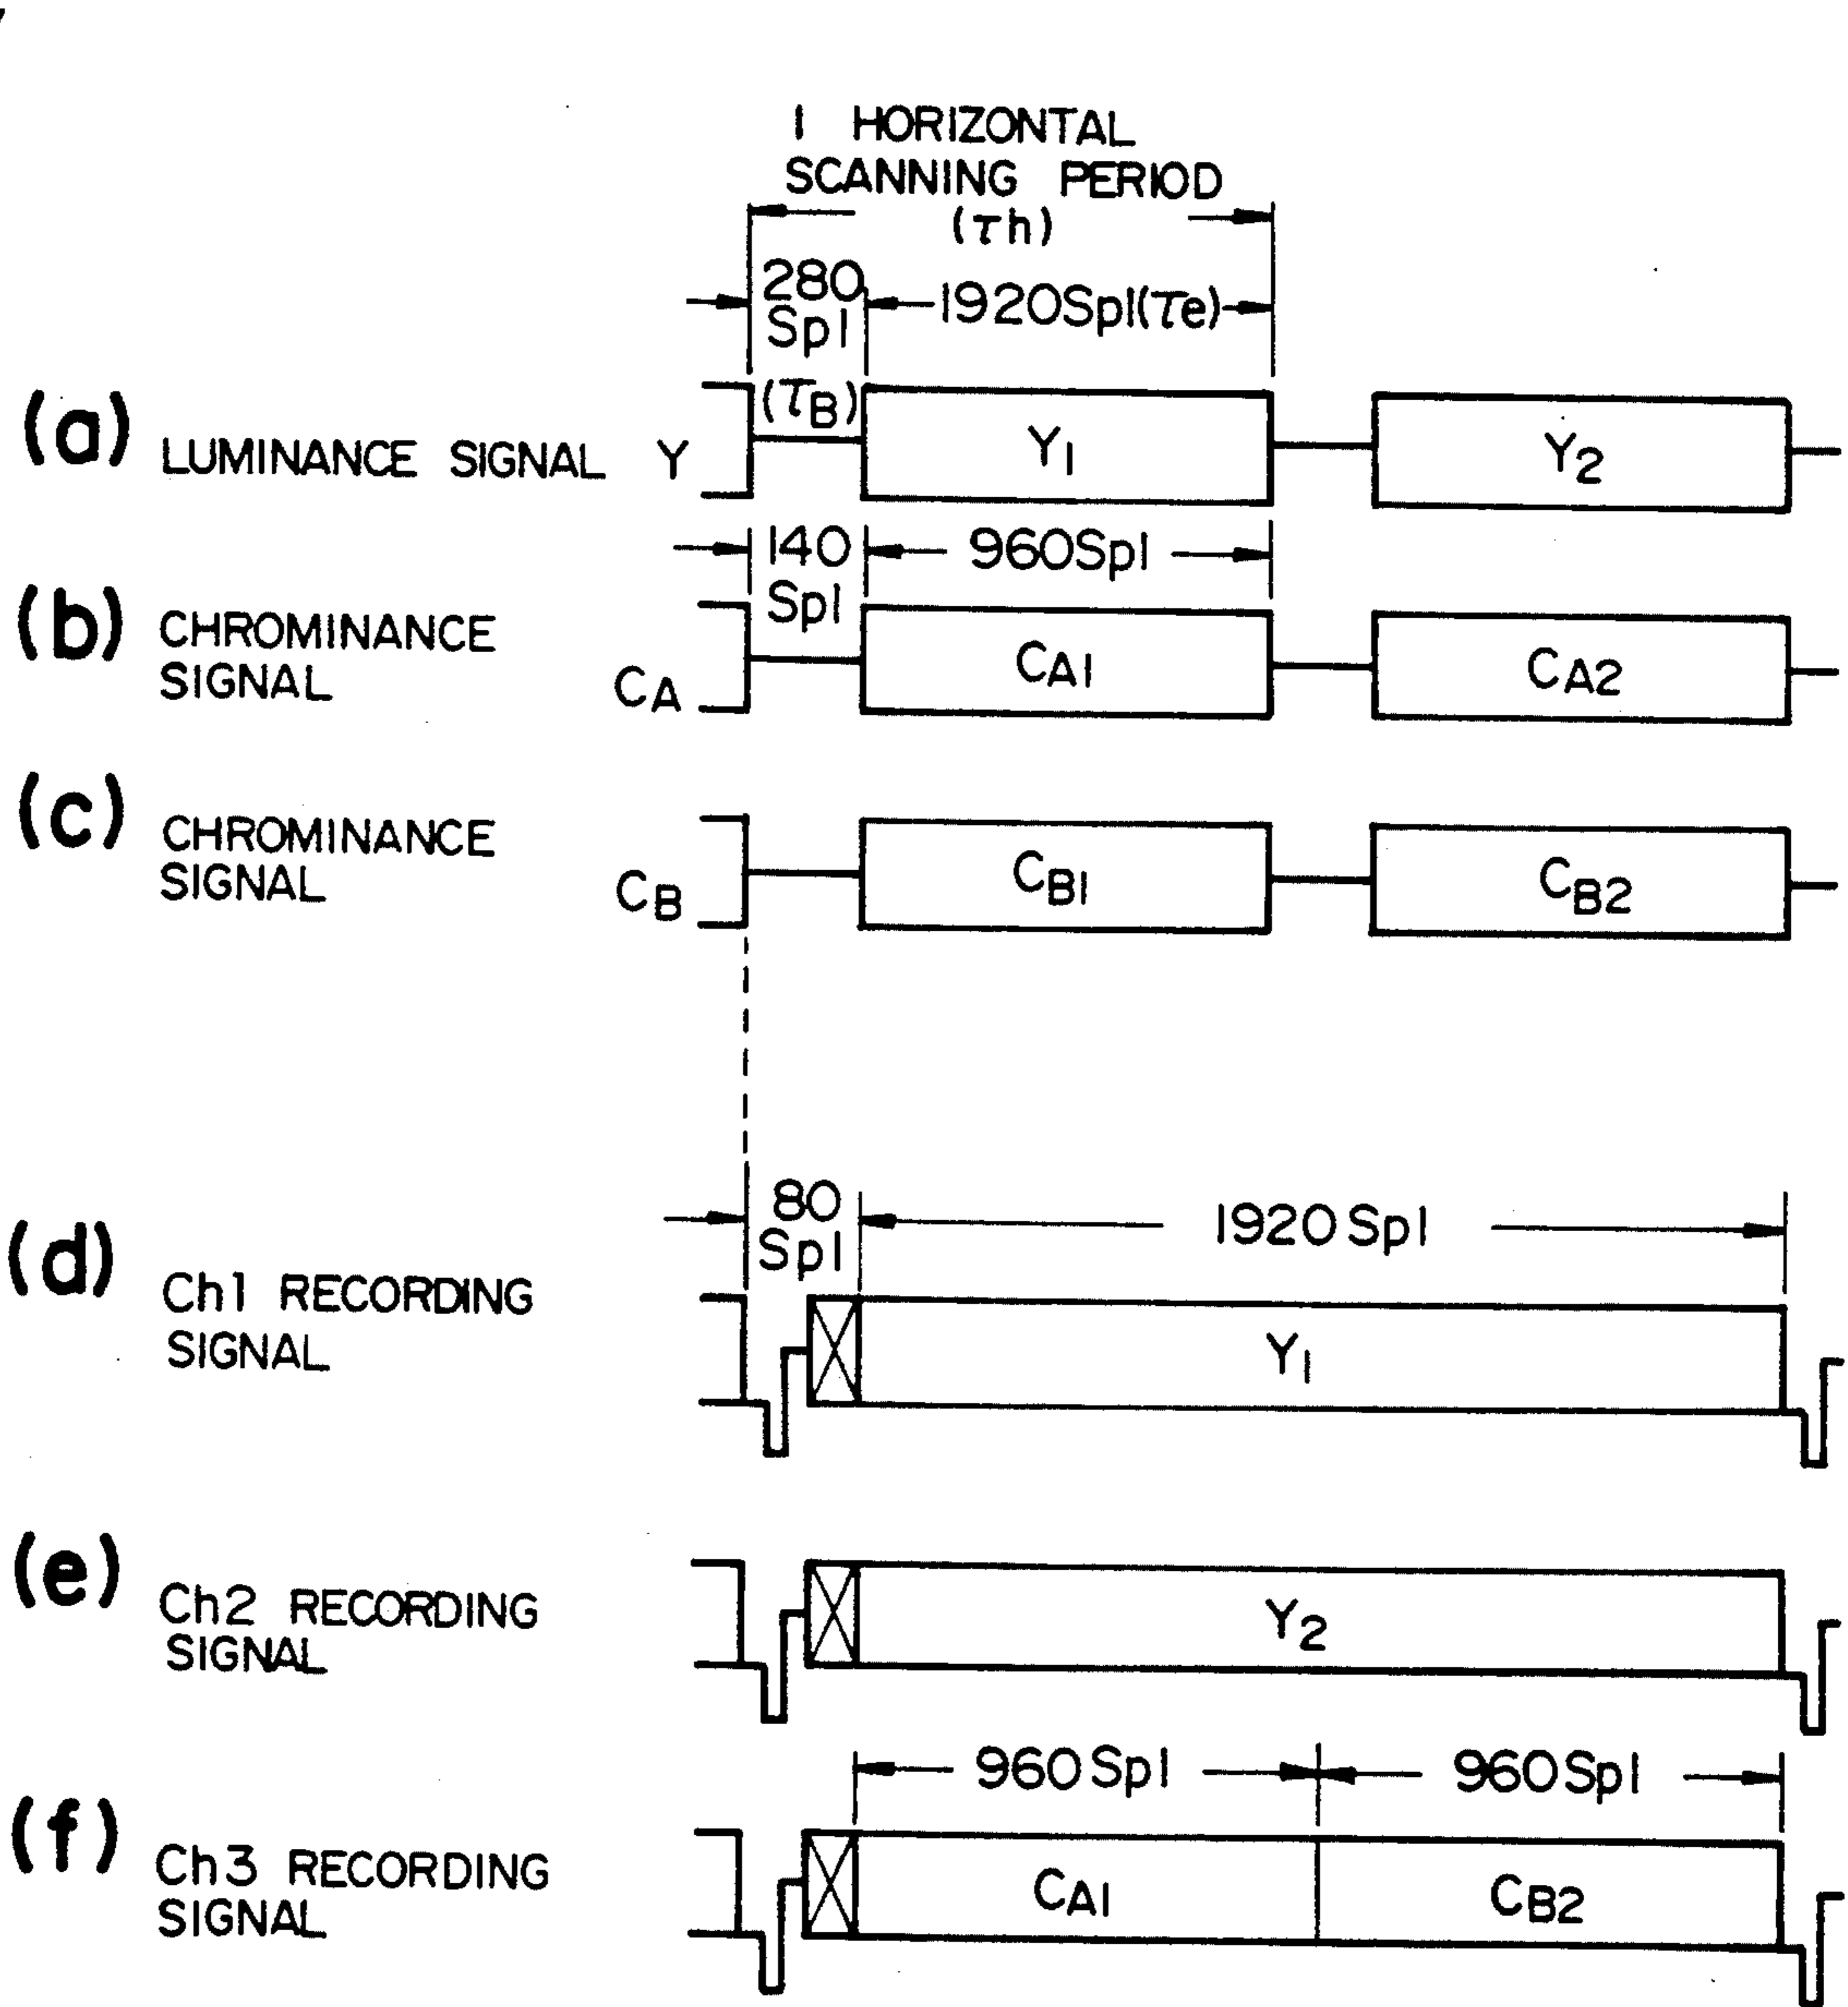 1 HORIZONTAL
SCANNING PERIOD
(τh)
280
Spl
1920Spl(τe)
(a)
LUMINANCE SIGNAL Y
(τB)
Y1
Y2
140
Spl
960Spl
(b)
CHROMINANCE
SIGNAL
CA
CA1
CA2
(c)
CHROMINANCE
SIGNAL
CB
CB1
CB2
80
Spl
1920 Spl
(d)
Ch1 RECORDING
SIGNAL
Y1
(e)
Ch2 RECORDING
SIGNAL
Y2
960 Spl
960 Spl
(f)
Ch3 RECORDING
SIGNAL
CA1
CB2